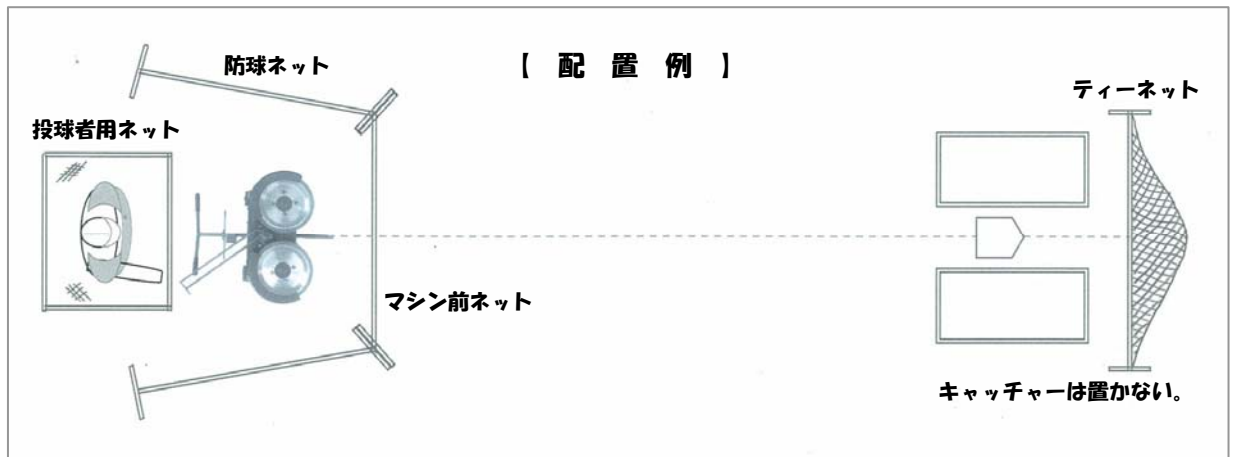 【 配 置 例 】
防球ネット
ティーネット
投球者用ネット
マシン前ネット
キャッチャーは置かない。